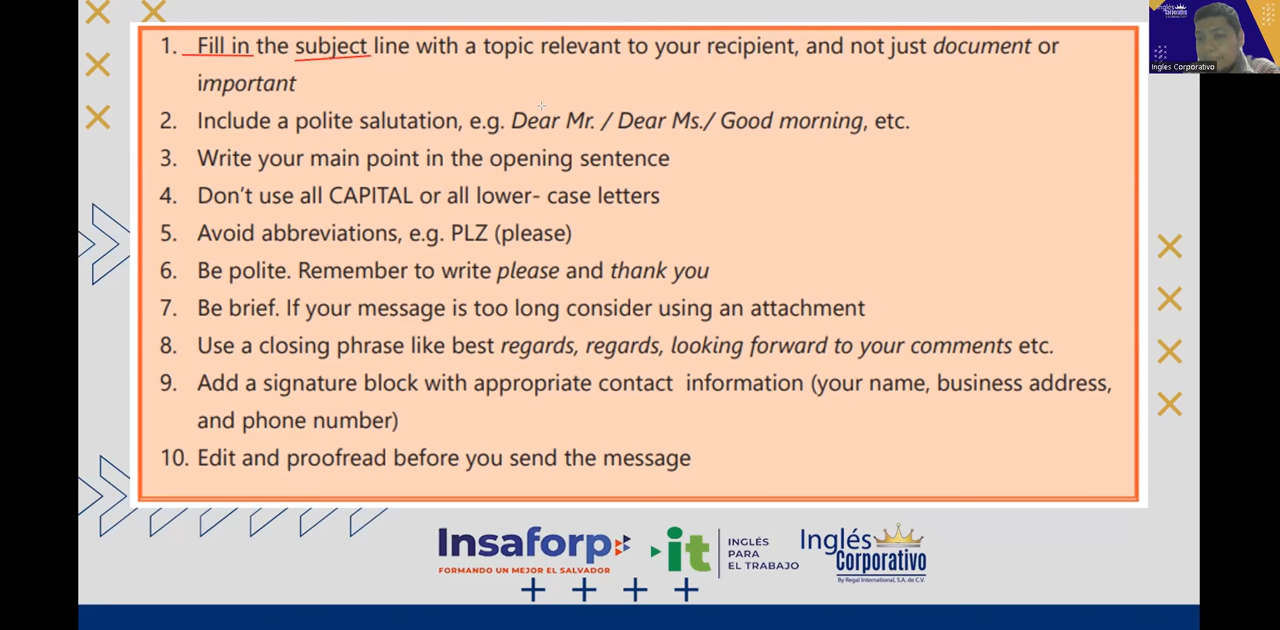 Inglés
Corporativo
Inglés Corporativo
1. Fill in the subject line with a topic relevant to your recipient, and not just document or
important
2. Include a polite salutation, e.g. Dear Mr. / Dear Ms./ Good morning, etc.
3. Write your main point in the opening sentence
4. Don't use all CAPITAL or all lower- case letters
5. Avoid abbreviations, e.g. PLZ (please)
6. Be polite. Remember to write please and thank you
7. Be brief. If your message is too long consider using an attachment
8. Use a closing phrase like best regards, regards, looking forward to your comments etc.
9. Add a signature block with appropriate contact information (your name, business address,
and phone number)
10. Edit and proofread before you send the message
Insaforp
FORMANDO UN MEJOR EL SALVADOR
it
INGLÉS
PARA
EL TRABAJO
Inglés
Corporativo
By Regal International, S.A. de C.V.